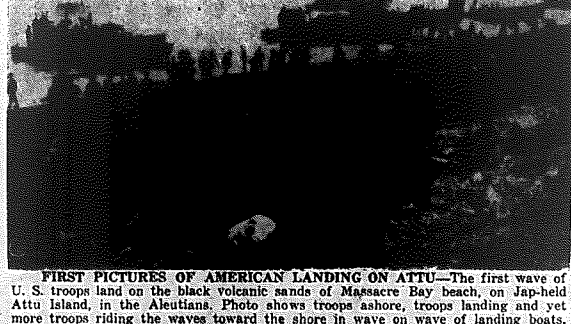 FIRST PICTURES OF AMERICAN LANDING ON ATTU—The first wave of
U. S. troops land on the black volcanic sands of Massacre Bay beach, on Jap-held
Attu Island, in the Aleutians. Photo shows troops ashore, troops landing and yet
more troops riding the waves toward the shore in wave on wave of landing boats.